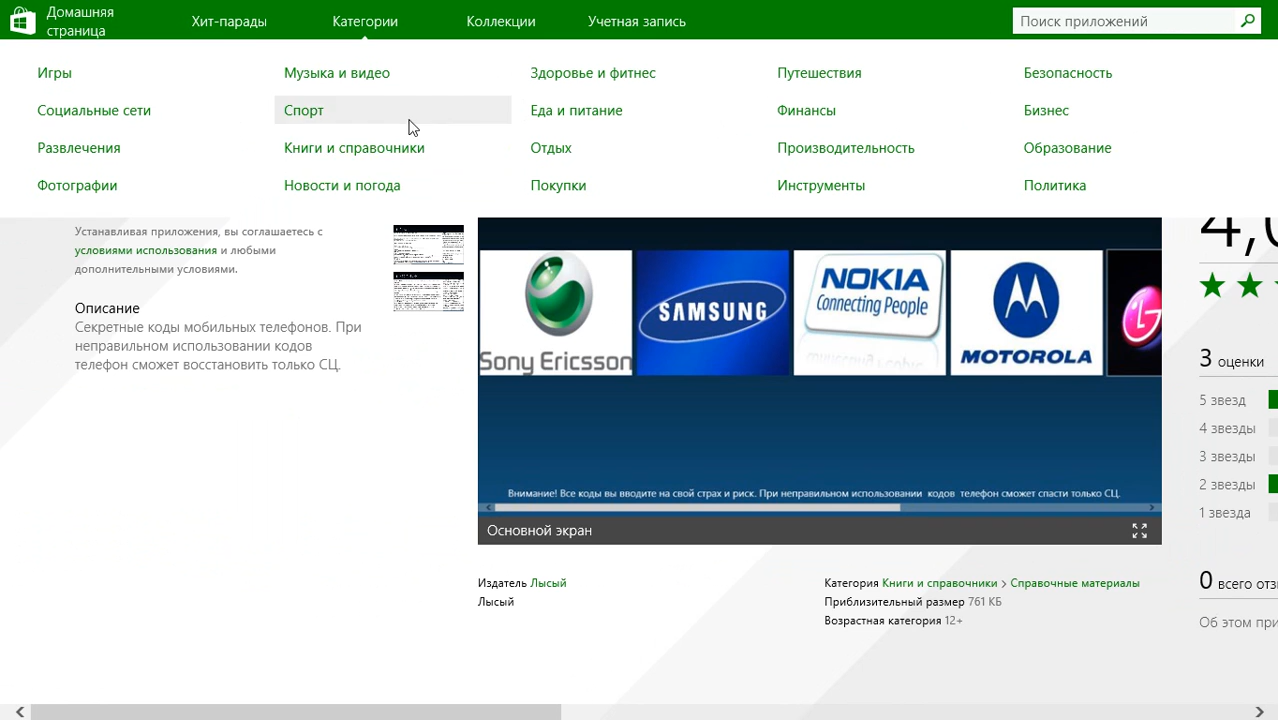 Домашняя
страница
Хит-парады
Категории
Коллекции
Учетная запись
Поиск приложений
Игры
Музыка и видео
Здоровье и фитнес
Путешествия
Безопасность
Социальные сети
Спорт
Еда и питание
Финансы
Бизнес
Развлечения
Книги и справочники
Отдых
Производительность
Образование
Фотографии
Новости и погода
Покупки
Инструменты
Политика
Устанавливая приложения, вы соглашаетесь с
условиями использования и любыми
дополнительными условиями.
Описание
Секретные коды мобильных телефонов. При
неправильном использовании кодов
телефон сможет восстановить только СЦ.
Sony Ericsson
SAMSUNG
NOKIA
Connecting People
MOTOROLA
Внимание! Все коды вы вводите на свой страх и риск. При неправильном использовании кодов телефон сможет спасти только СЦ.
Основной экран
Издатель Лысый
Лысый
Категория Книги и справочники > Справочные материалы
Приблизительный размер 761 КБ
Возрастная категория 12+
3 оценки
5 звезд
4 звезды
3 звезды
2 звезды
1 звезда
0 всего отз
Об этом при